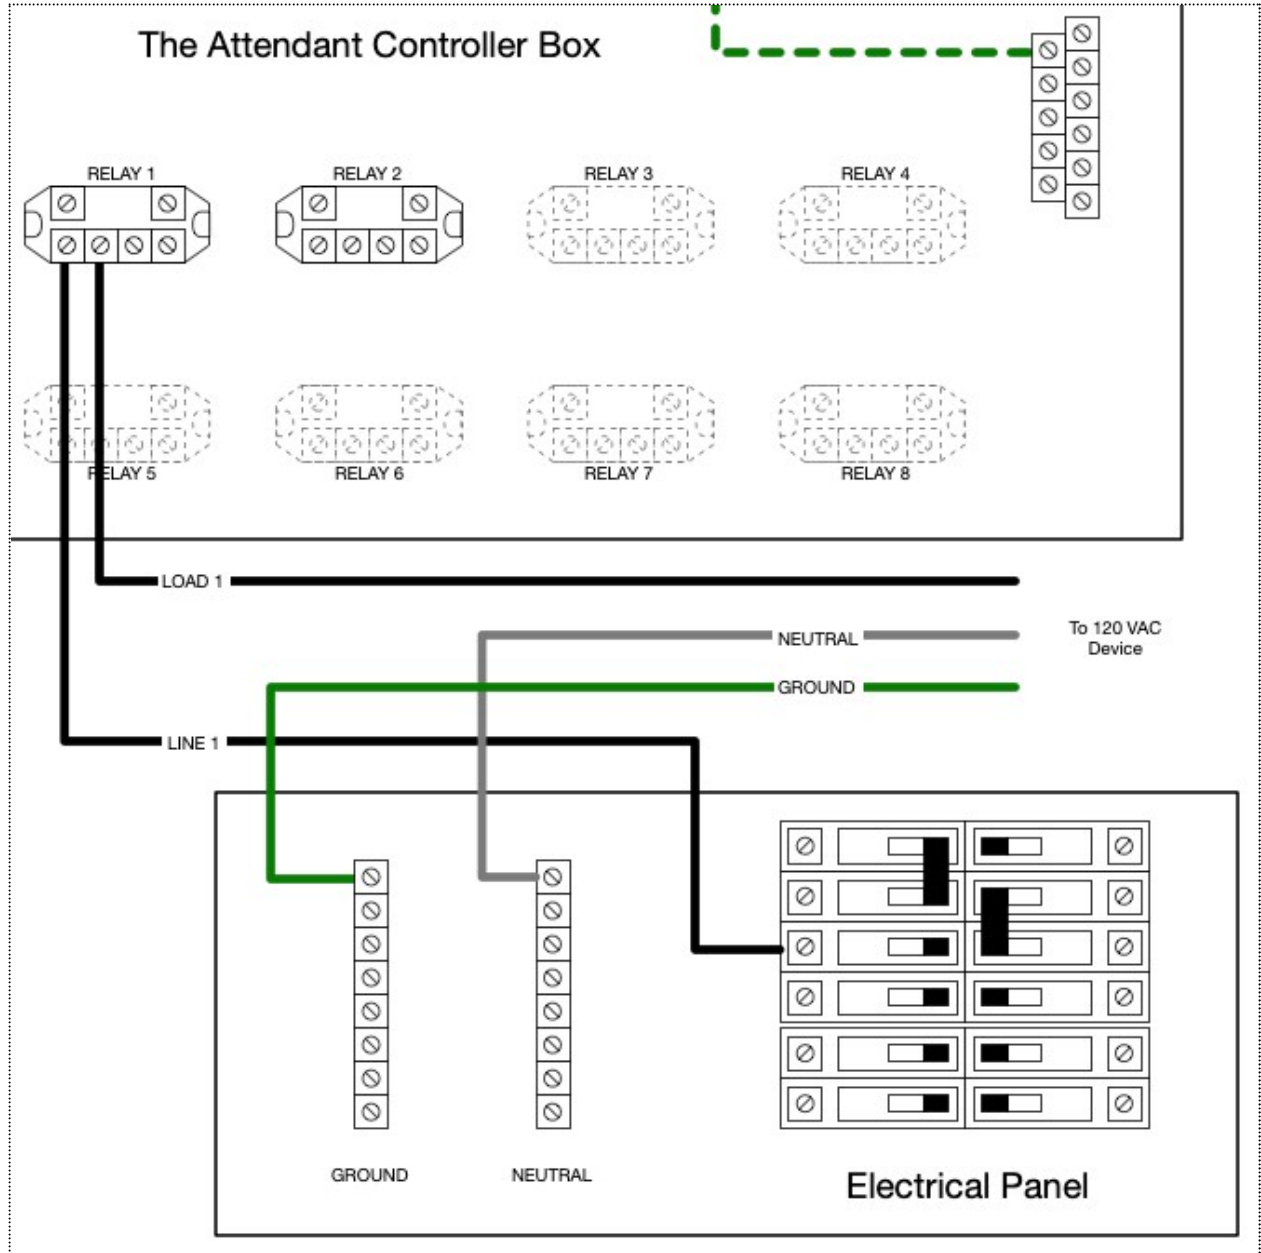 The Attendant Controller Box
RELAY 1
RELAY 2
RELAY 3
RELAY 4
RELAY 5
RELAY 6
RELAY 7
RELAY 8
LOAD 1
NEUTRAL
To 120 VAC
Device
GROUND
LINE 1
GROUND
NEUTRAL
Electrical Panel